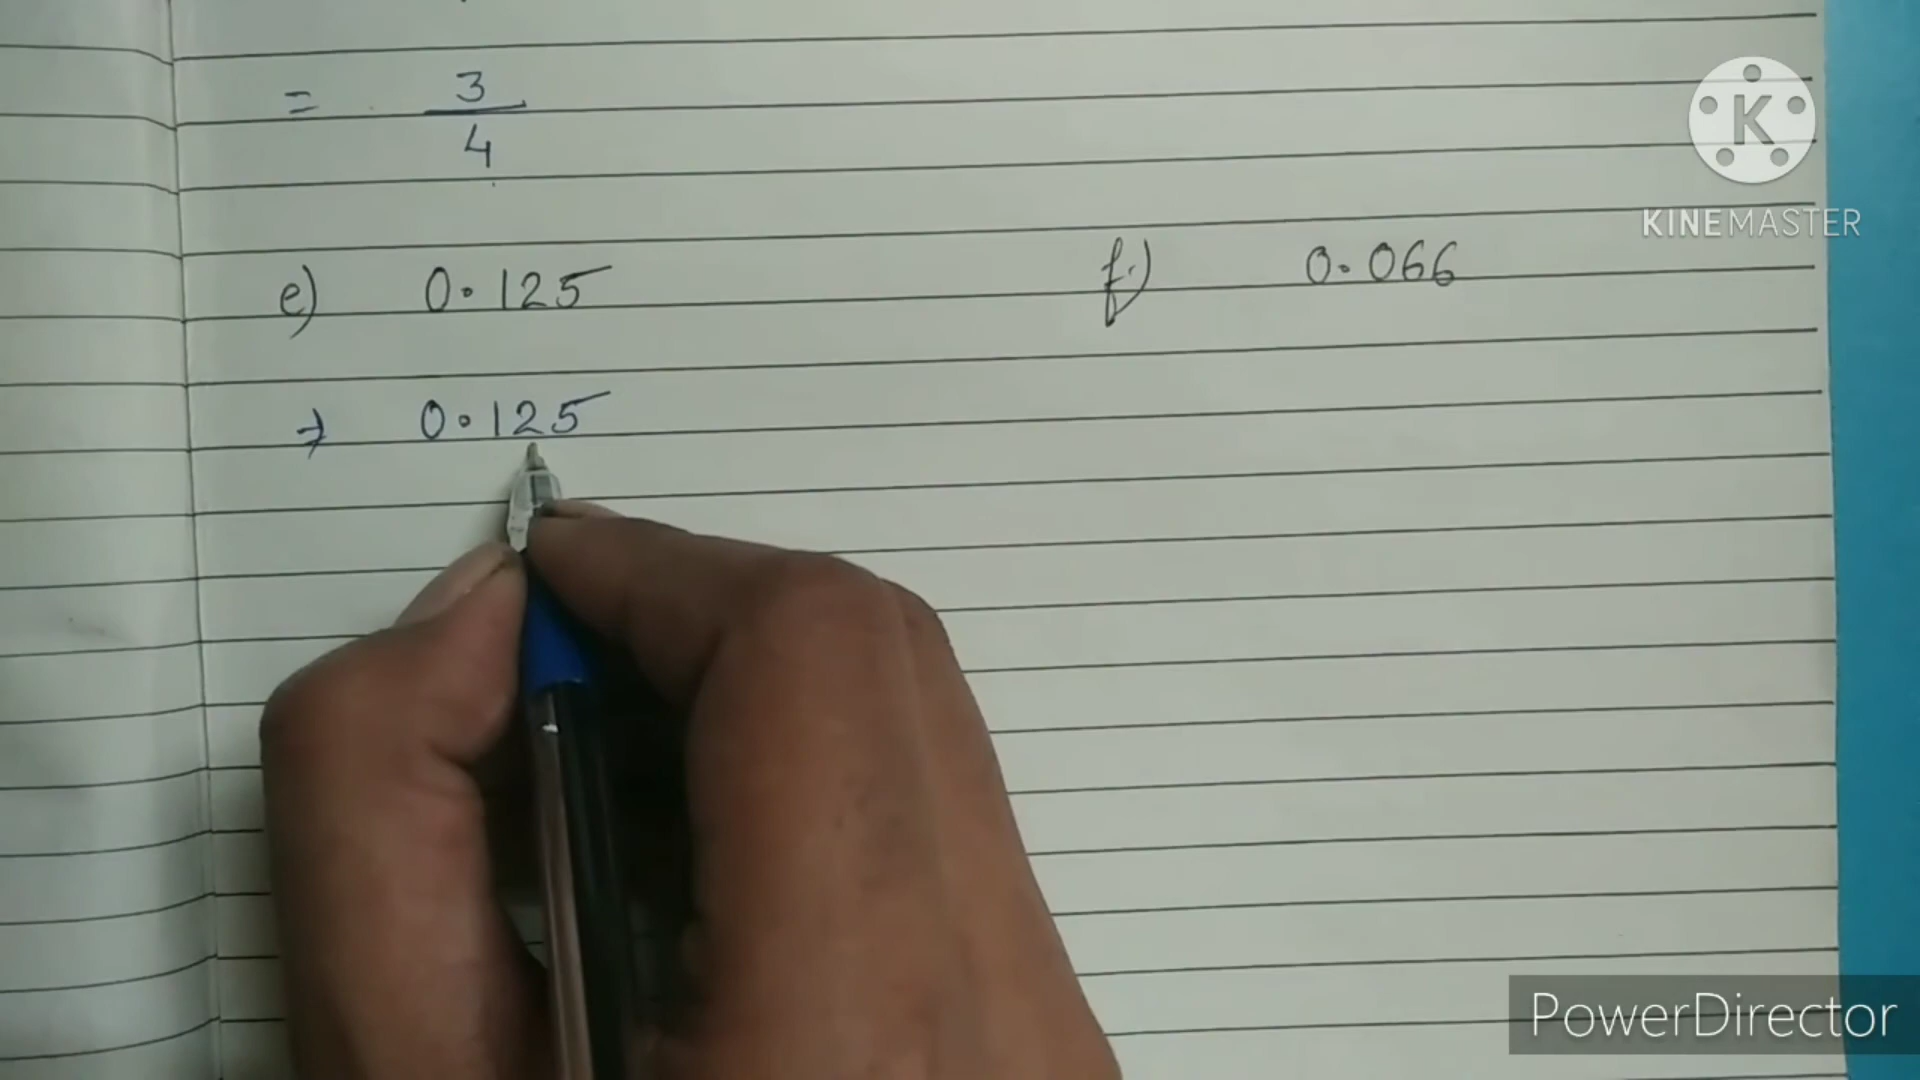 = 3/4
e) 0.125 f.) 0.066
→ 0.125
K
KINEMASTER
PowerDirector